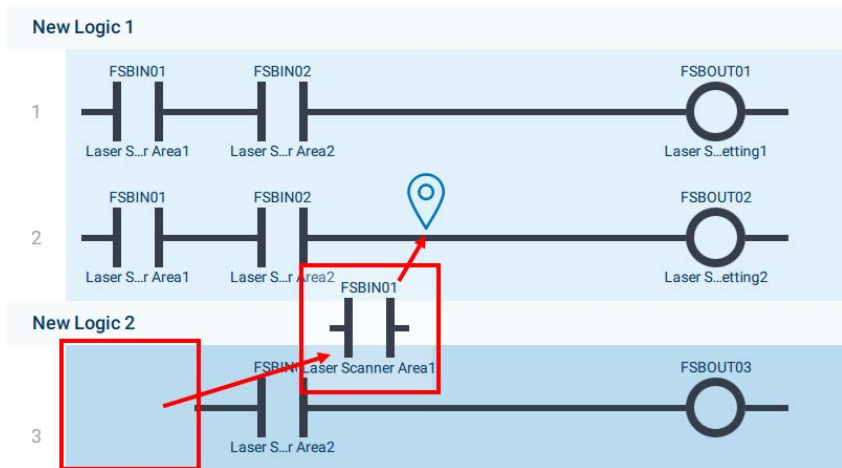 New Logic 1
FSBIN01 FSBIN02 FSBOUT01
1
Laser S...r Area1 Laser S...r Area2 Laser S...etting1
FSBIN01 FSBIN02 FSBOUT02
2
Laser S...r Area1 Laser S...r Area2 Laser S...etting2
FSBIN01
New Logic 2
Laser Scanner Area1 FSBOUT03
3
Laser S...r Area2